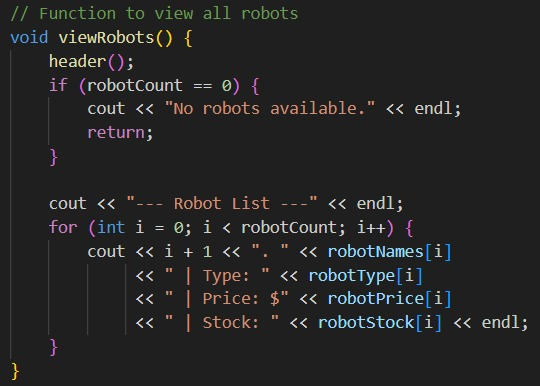 // Function to view all robots
void viewRobots() {
    header();
    if (robotCount == 0) {
        cout << "No robots available." << endl;
        return;
    }

    cout << "--- Robot List ---" << endl;
    for (int i = 0; i < robotCount; i++) {
        cout << i + 1 << ". " << robotNames[i]
             << " | Type: " << robotType[i]
             << " | Price: $" << robotPrice[i]
             << " | Stock: " << robotStock[i] << endl;
    }
}